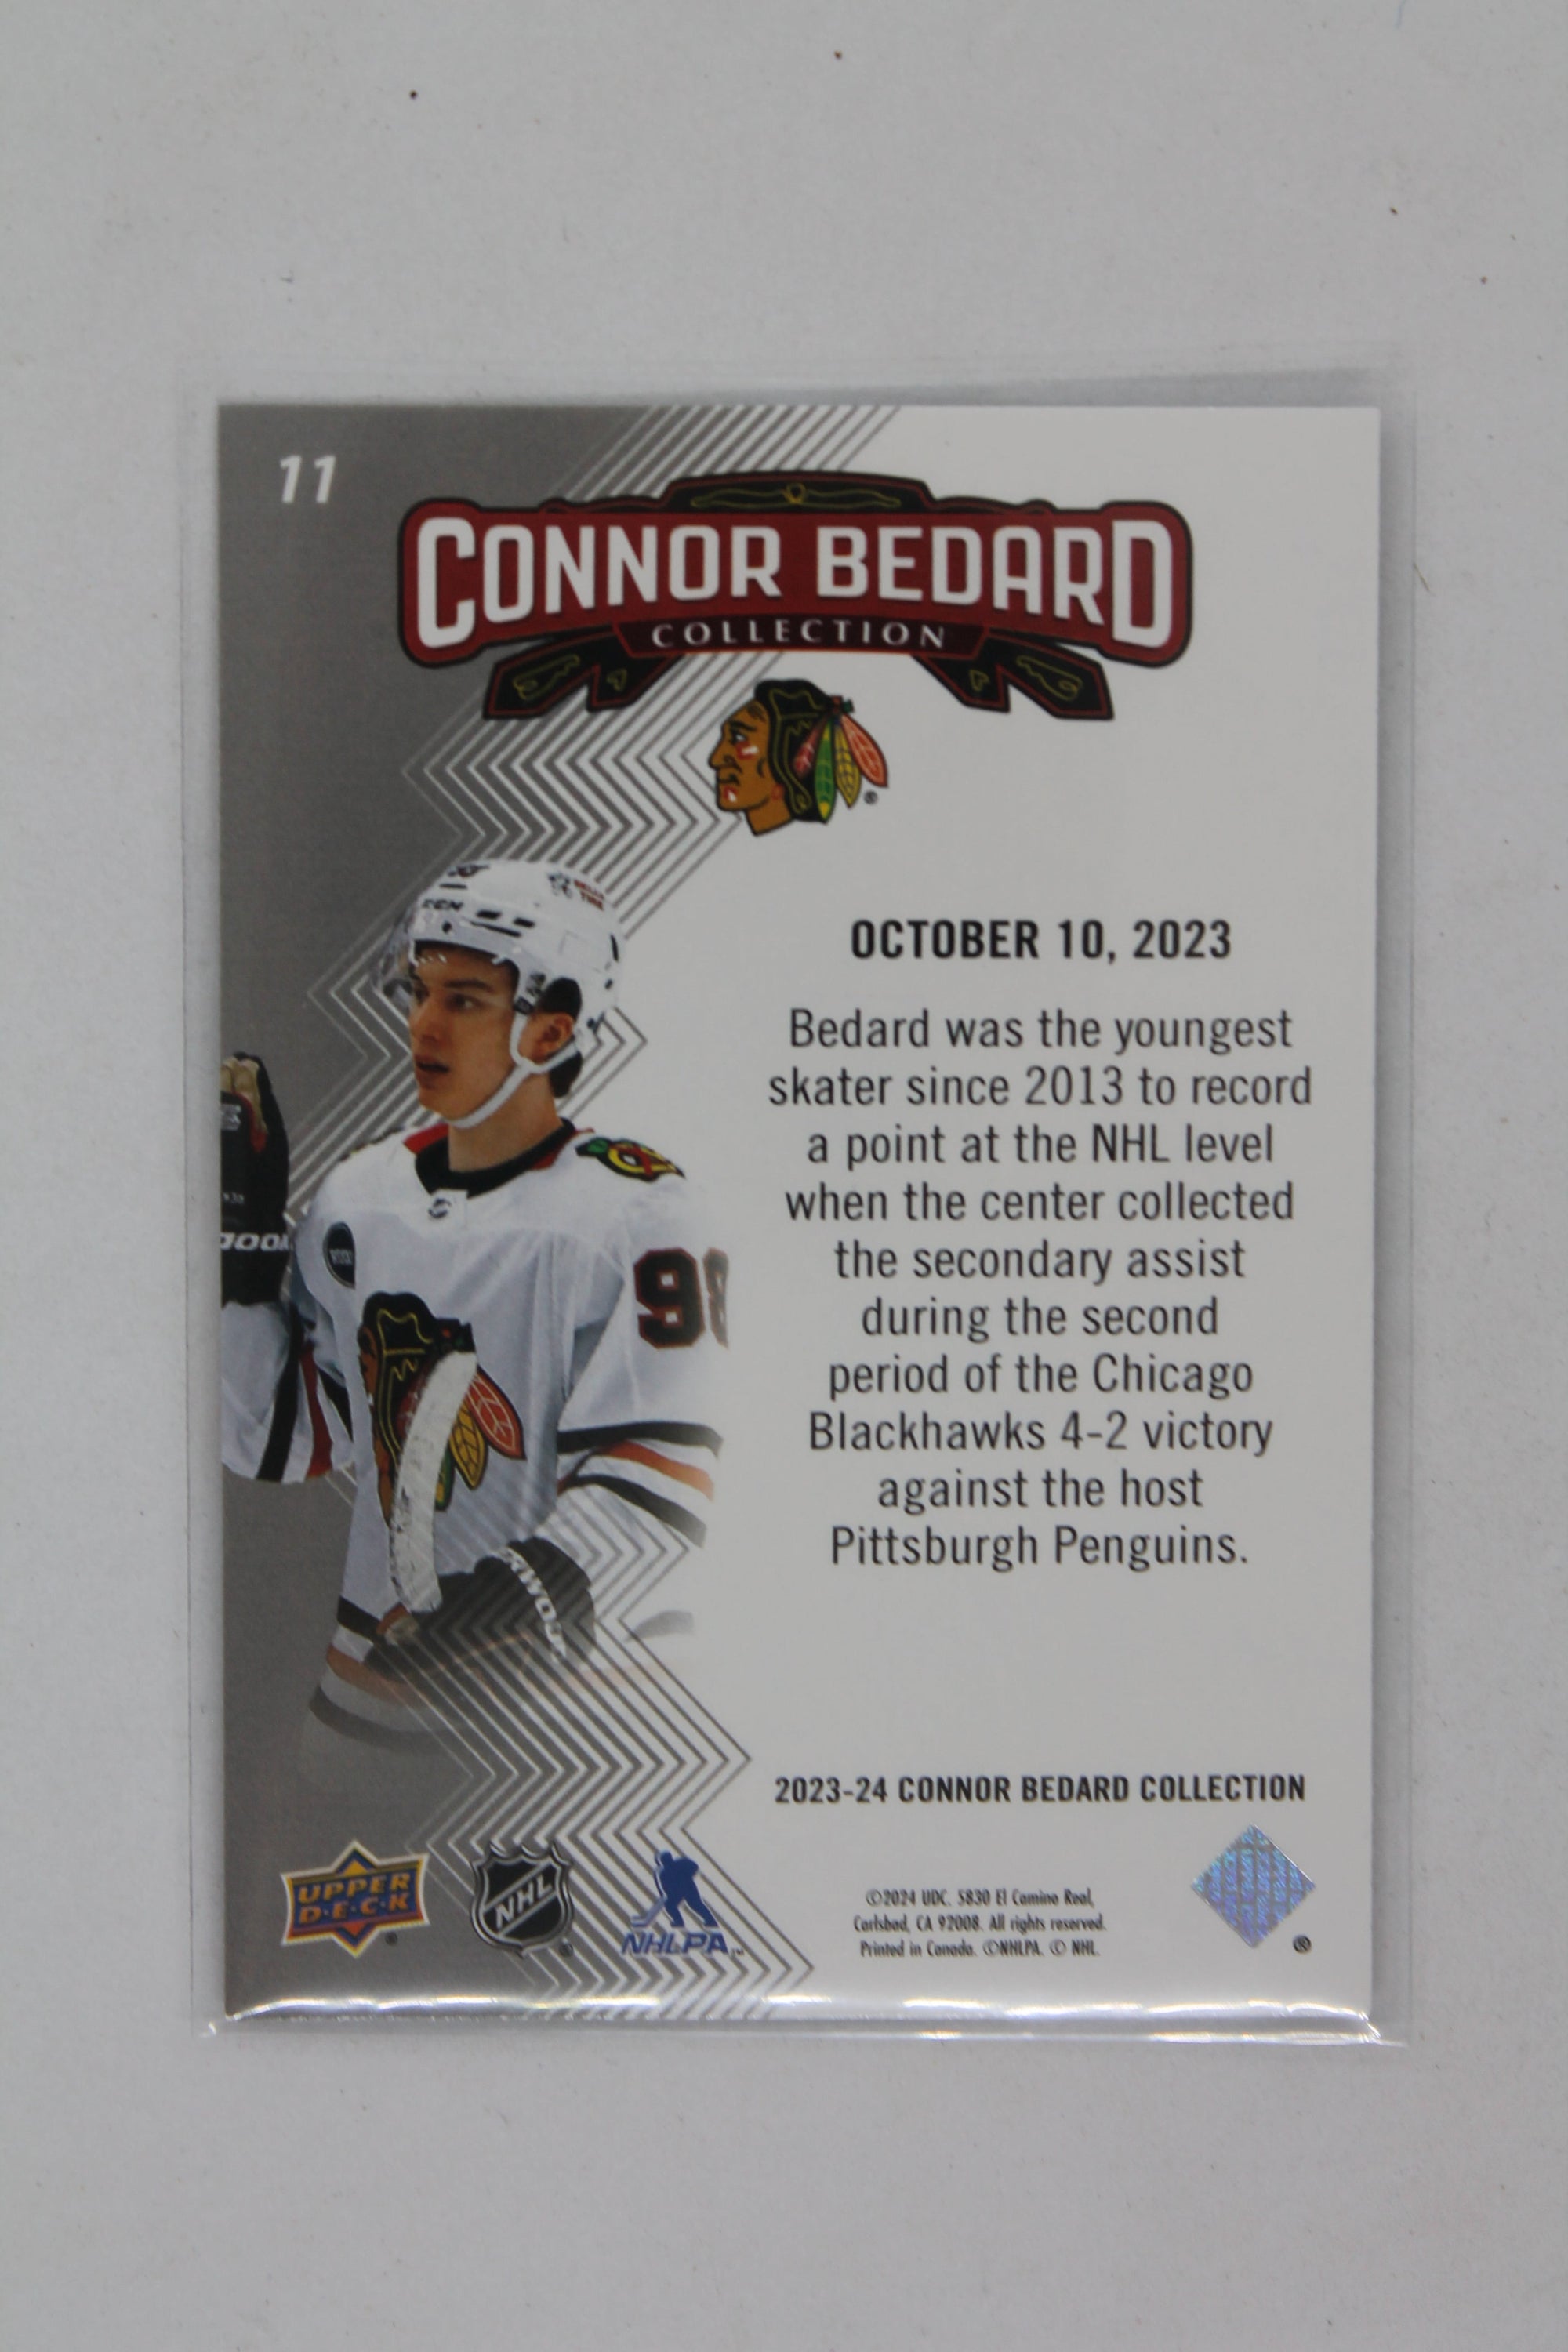 11
CONNOR BEDARD
COLLECTION
®
OCTOBER 10, 2023
Bedard was the youngest
skater since 2013 to record
a point at the NHL level
when the center collected
the secondary assist
during the second
period of the Chicago
Blackhawks 4-2 victory
against the host
Pittsburgh Penguins.
CCM
98
2023-24 CONNOR BEDARD COLLECTION
UPPER
D·E·C·K
®
NHL
®
NHLPA™
©2024 UDC. 5830 El Camino Real,
Carlsbad, CA 92008. All rights reserved.
Printed in Canada. ©NHLPA. © NHL.
®